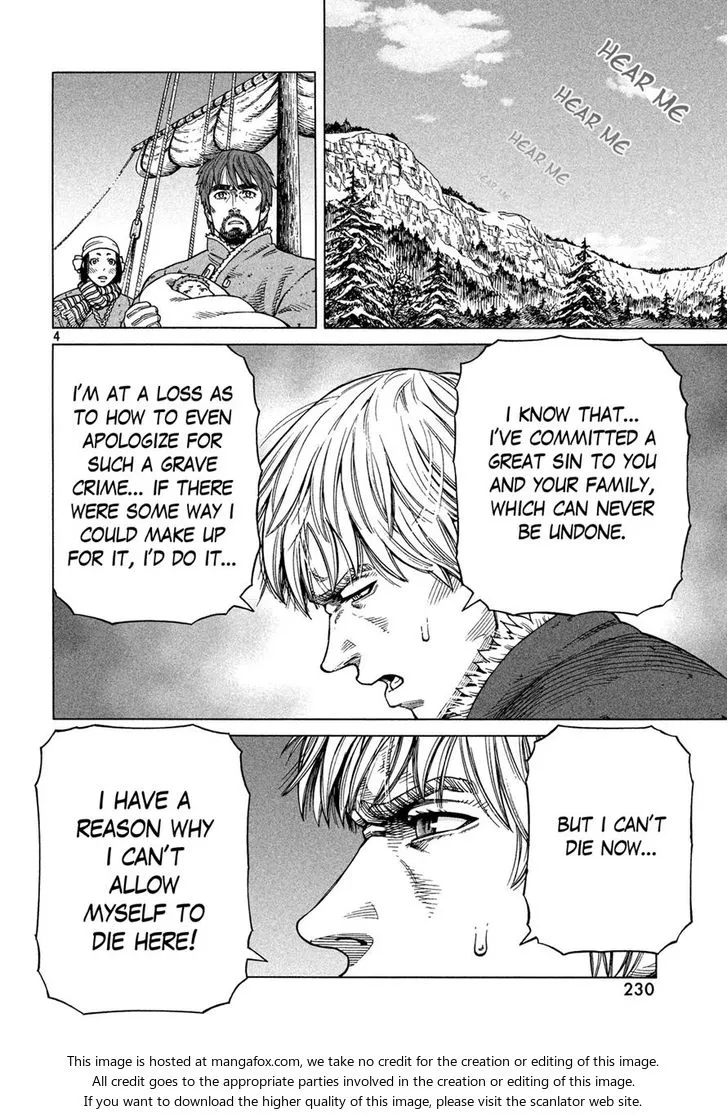 HEAR ME
HEAR ME
HEAR ME
HEAR ME
4
I KNOW THAT...
I'VE COMMITTED A
GREAT SIN TO YOU
AND YOUR FAMILY,
WHICH CAN NEVER
BE UNDONE.
I'M AT A LOSS AS
TO HOW TO EVEN
APOLOGIZE FOR
SUCH A GRAVE
CRIME... IF THERE
WERE SOME WAY I
COULD MAKE UP
FOR IT, I'D DO IT...
BUT I CAN'T
DIE NOW...
I HAVE A
REASON WHY
I CAN'T
ALLOW
MYSELF TO
DIE HERE!
230
This image is hosted at mangafox.com, we take no credit for the creation or editing of this image.
All credit goes to the appropriate parties involved in the creation or editing of this image.
If you want to download the higher quality of this image, please visit the scanlator web site.